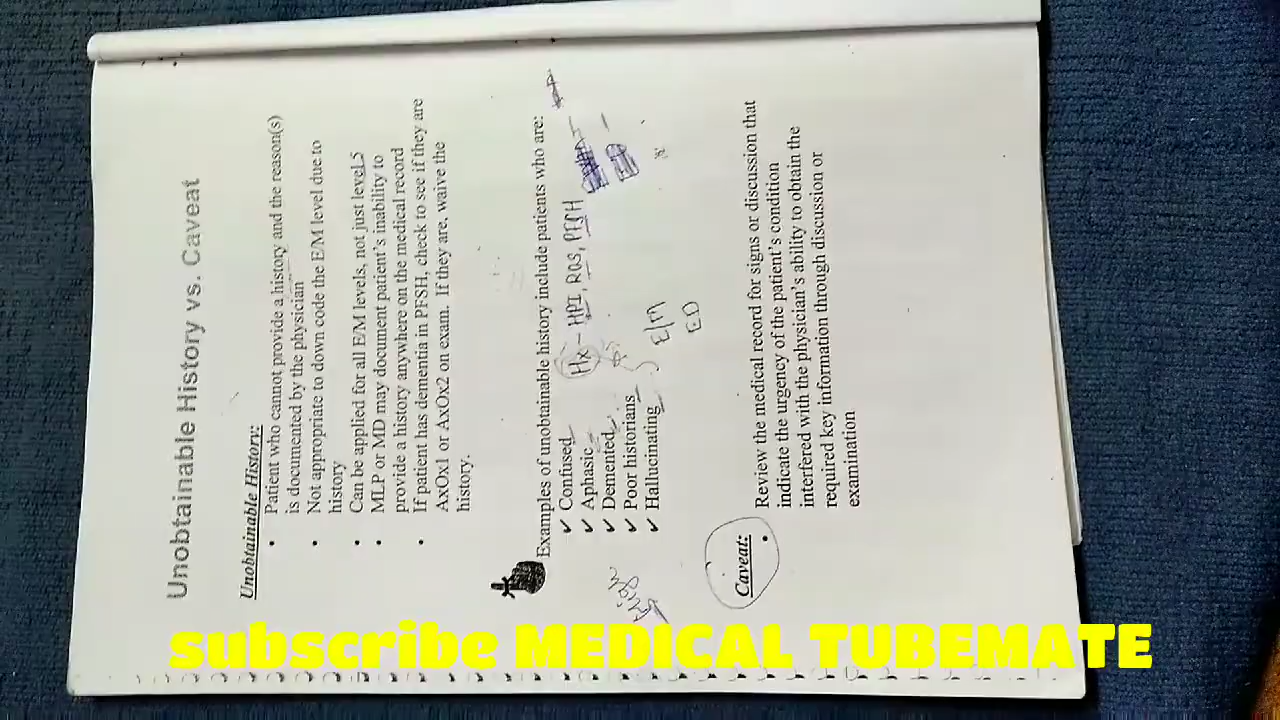 Unobtainable History vs. Caveat
Unobtainable History:
• Patient who cannot provide a history and the reason(s)
is documented by the physician
• Not appropriate to down code the E/M level due to
history
• Can be applied for all E/M levels, not just level 5
• MLP or MD may document patient's inability to
provide a history anywhere on the medical record
• If patient has dementia in PFSH, check to see if they are
AxOx1 or AxOx2 on exam. If they are, waive the
history.
Examples of unobtainable history include patients who are:
✓ Confused
✓ Aphasic
✓ Demented
✓ Poor historians
✓ Hallucinating
Hx - HPI, ROS, PFSH
E/M
ED
Caveat:
• Review the medical record for signs or discussion that
indicate the urgency of the patient's condition
interfered with the physician's ability to obtain the
required key information through discussion or
examination
subscribe MEDICAL TUBEMATE